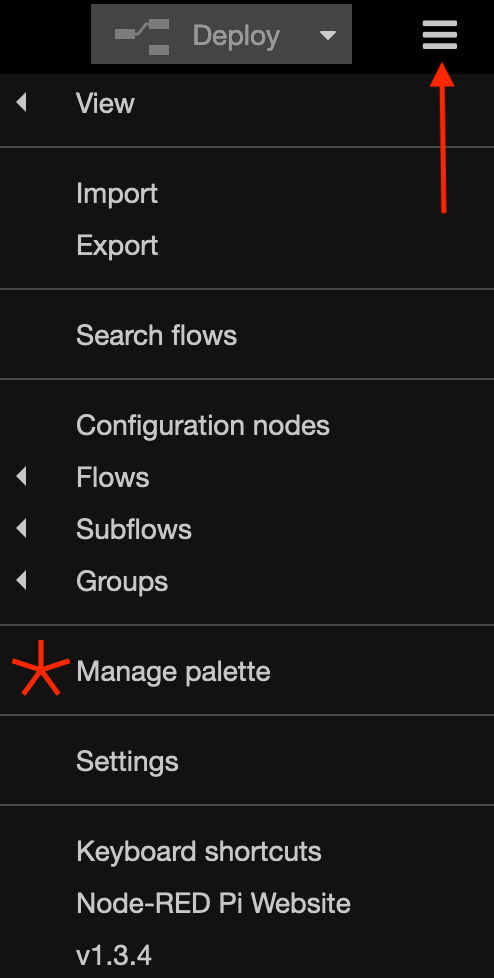 Deploy
View
Import
Export
Search flows
Configuration nodes
Flows
Subflows
Groups
Manage palette
Settings
Keyboard shortcuts
Node-RED Pi Website
v1.3.4